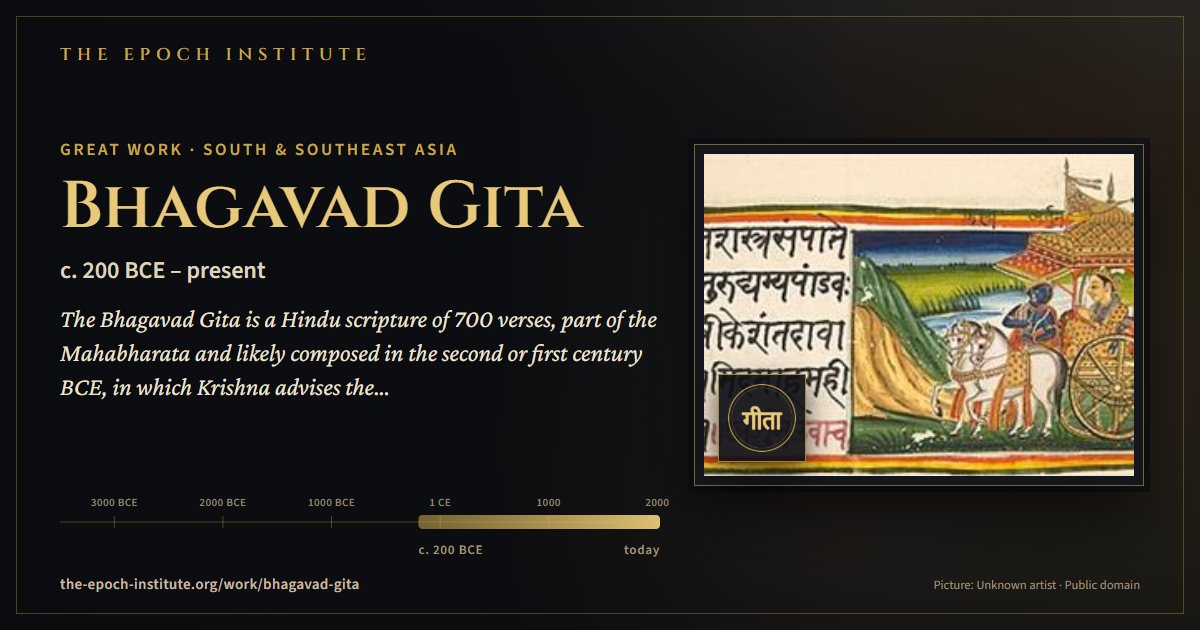 THE EPOCH INSTITUTE
GREAT WORK · SOUTH & SOUTHEAST ASIA
BHAGAVAD GITA
c. 200 BCE – present
The Bhagavad Gita is a Hindu scripture of 700 verses, part of the
Mahabharata and likely composed in the second or first century
BCE, in which Krishna advises the...
रास्त्रसंपाते
पांडवः
मही
गीता
3000 BCE 2000 BCE 1000 BCE 1 CE 1000 2000
c. 200 BCE today
the-epoch-institute.org/work/bhagavad-gita
Picture: Unknown artist · Public domain